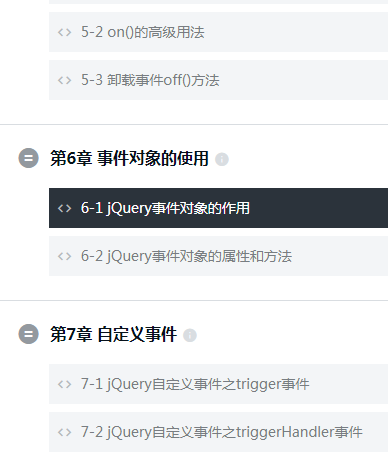 5-2 on()的高级用法
5-3 卸载事件off()方法
第6章 事件对象的使用
6-1 jQuery事件对象的作用
6-2 jQuery事件对象的属性和方法
第7章 自定义事件
7-1 jQuery自定义事件之trigger事件
7-2 jQuery自定义事件之triggerHandler事件